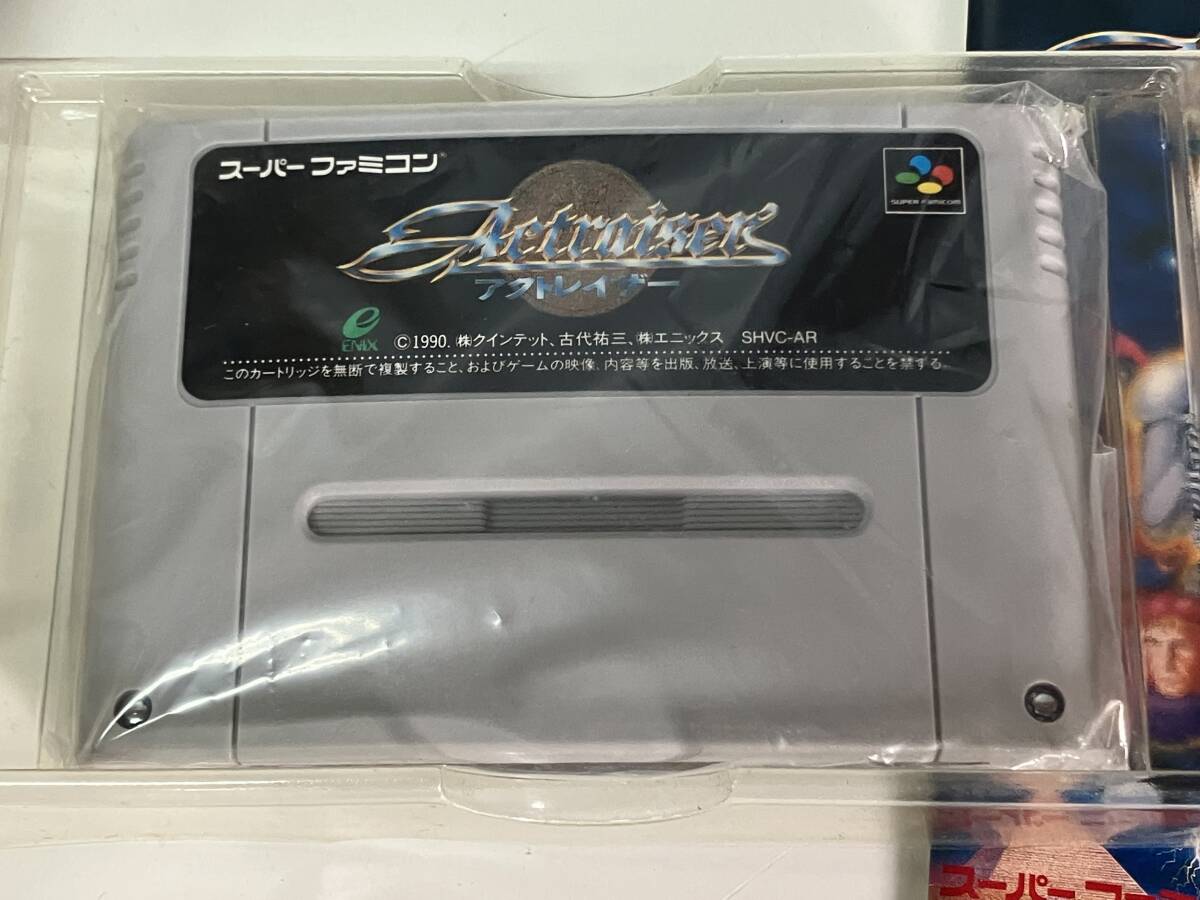 スーパーファミコン®
Actraiser
アクトレイザー
SUPER FAMICOM
ENIX
©1990. ㈱クインテット、古代祐三、㈱エニックス SHVC-AR
このカートリッジを無断で複製すること、およびゲームの映像、内容等を出版、放送、上演等に使用することを禁する。
スーパーファミコ